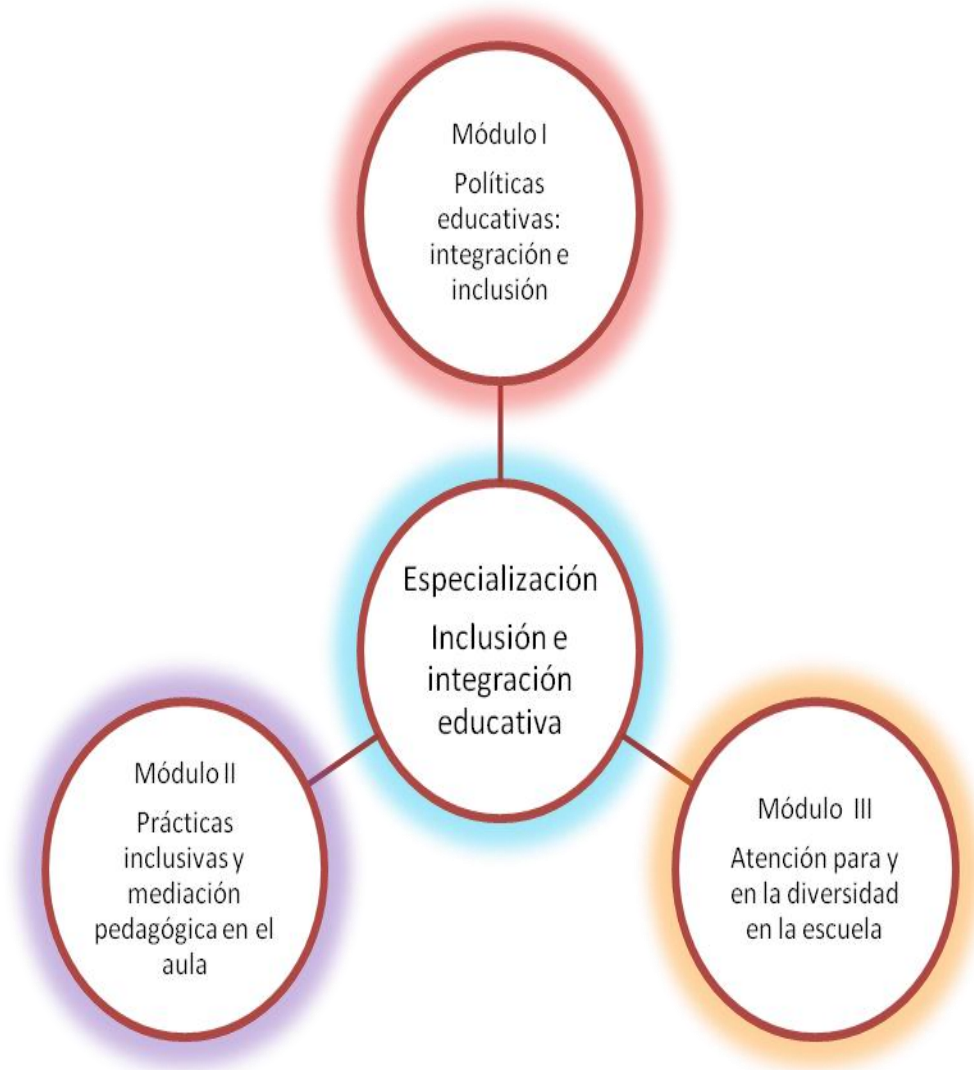 Módulo I
Políticas
educativas:
integración e
inclusión
Especialización
Inclusión e
integración
educativa
Módulo II
Prácticas
inclusivas y
mediación
pedagógica en el
aula
Módulo III
Atención para y
en la diversidad
en la escuela